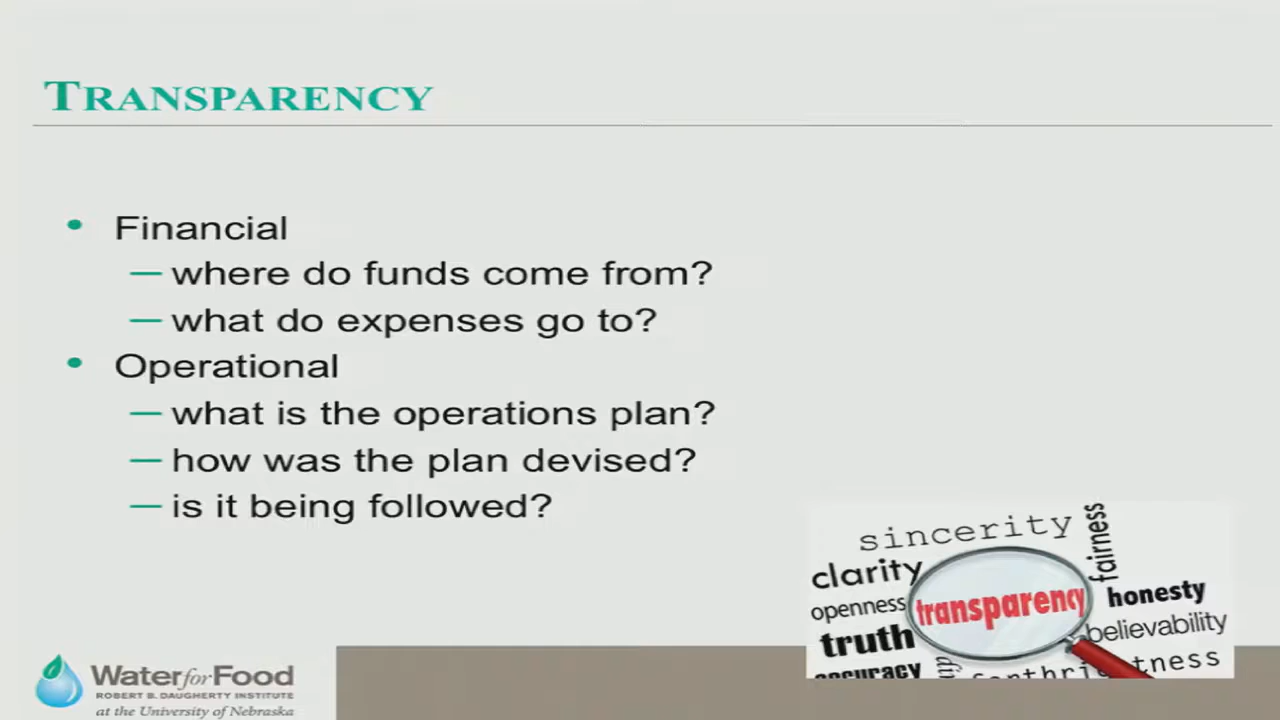 TRANSPARENCY
• Financial
— where do funds come from?
— what do expenses go to?
• Operational
— what is the operations plan?
— how was the plan devised?
— is it being followed?
sincerity
fairness
clarity
openness
transparency
honesty
truth
believability
accuracy
Water for Food
ROBERT B. DAUGHERTY INSTITUTE
at the University of Nebraska